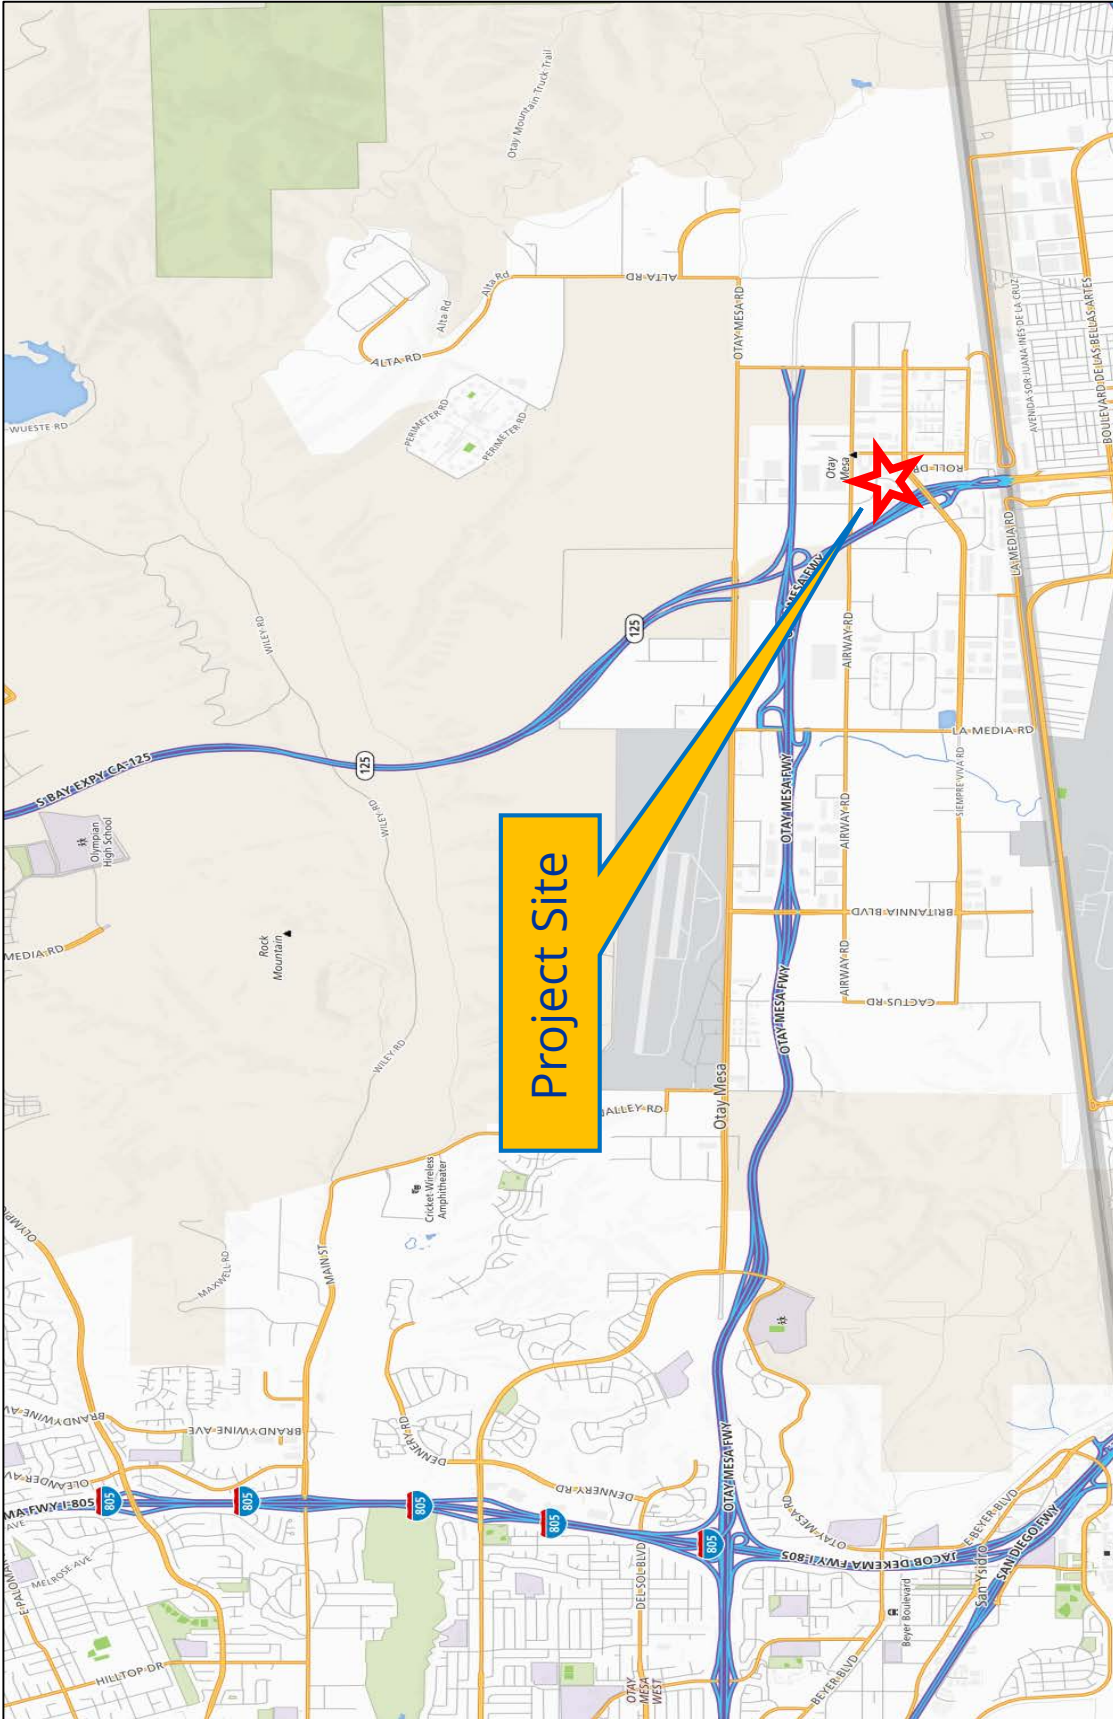 Otay Mountain Truck Trail
WUESTE RD
ALTA RD
Alta Rd
Alta Rd
ALTA RD
PERIMETER RD
PERIMETER RD
OTAY MESA RD
AVENIDA SOR JUANA INES DE LA CRUZ
BOULEVARD DE LAS BELLAS ARTES
Otay
Mesa
ROLL DR
WILEY RD
125
MESA FWY
AIRWAY RD
LA MEDIA RD
S BAY EXPY CA-125
125
LA MEDIA RD
Olympian
High School
WILEY RD
OTAY MESA FWY
AIRWAY RD
SIEMPRE VIVA RD
Project Site
MEDIA RD
Rock
Mountain
BRITANNIA BLVD
OTAY MESA FWY
AIRWAY RD
CACTUS RD
WILEY RD
Otay Mesa
Cricket Wireless
Amphitheater
MAXWELL RD
MAIN ST
BRANDYWINE AVE
BRANDYWINE AVE
OLEANDER AVE
DENNERY RD
DENNERY RD
OTAY MESA FWY
OTAY MESA RD
MA FWY I-805
805
805
805
805
805
AVE
MELROSE AVE
DEL SOL BLVD
JACOB DEKEMA FWY I-805
E BEYER BLVD
San Ysidro
SAN DIEGO FWY
HILLTOP DR
OTAY
MESA
WEST
BEYER BLVD
Beyer Boulevard